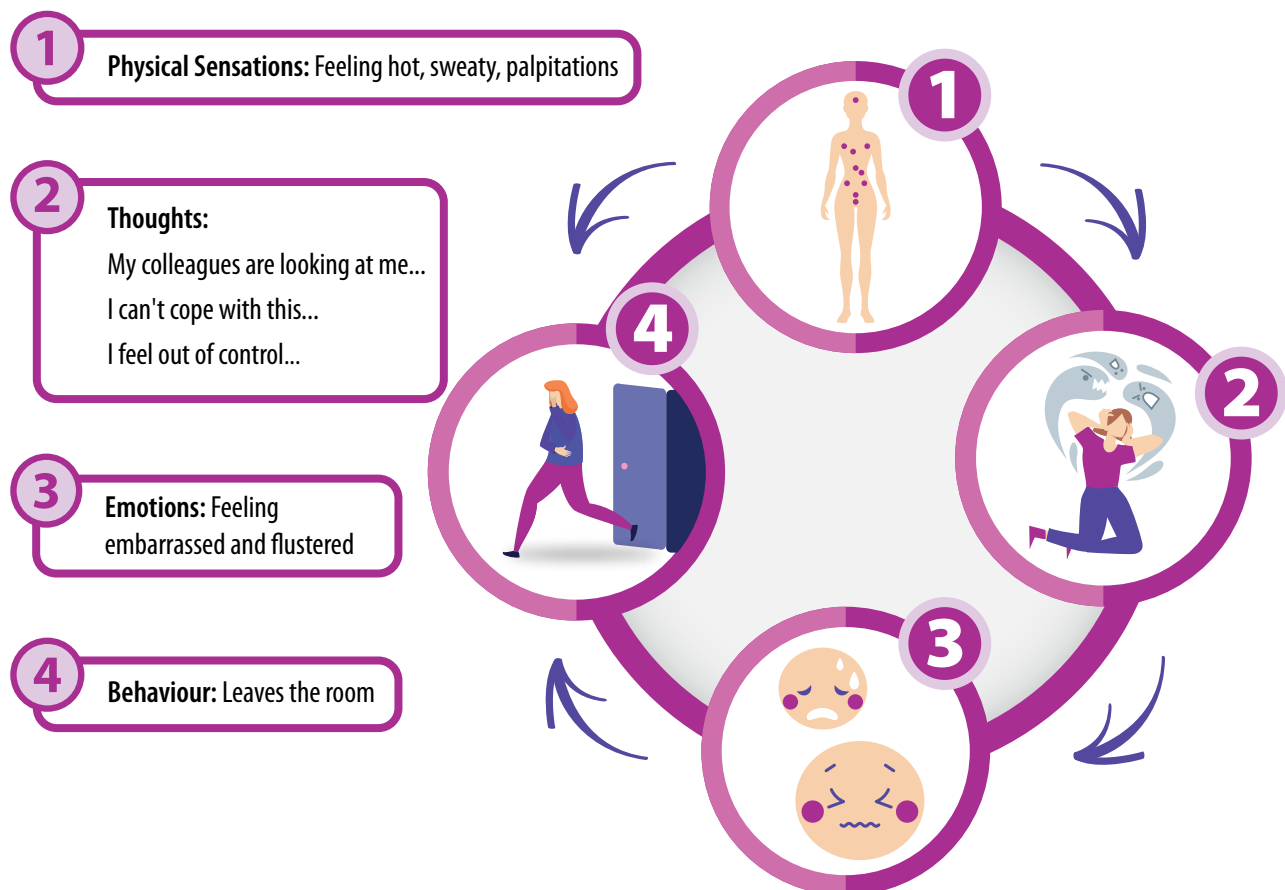 1
Physical Sensations: Feeling hot, sweaty, palpitations
2
Thoughts:
My colleagues are looking at me...
I can't cope with this...
I feel out of control...
3
Emotions: Feeling
embarrassed and flustered
4
Behaviour: Leaves the room
1
2
3
4